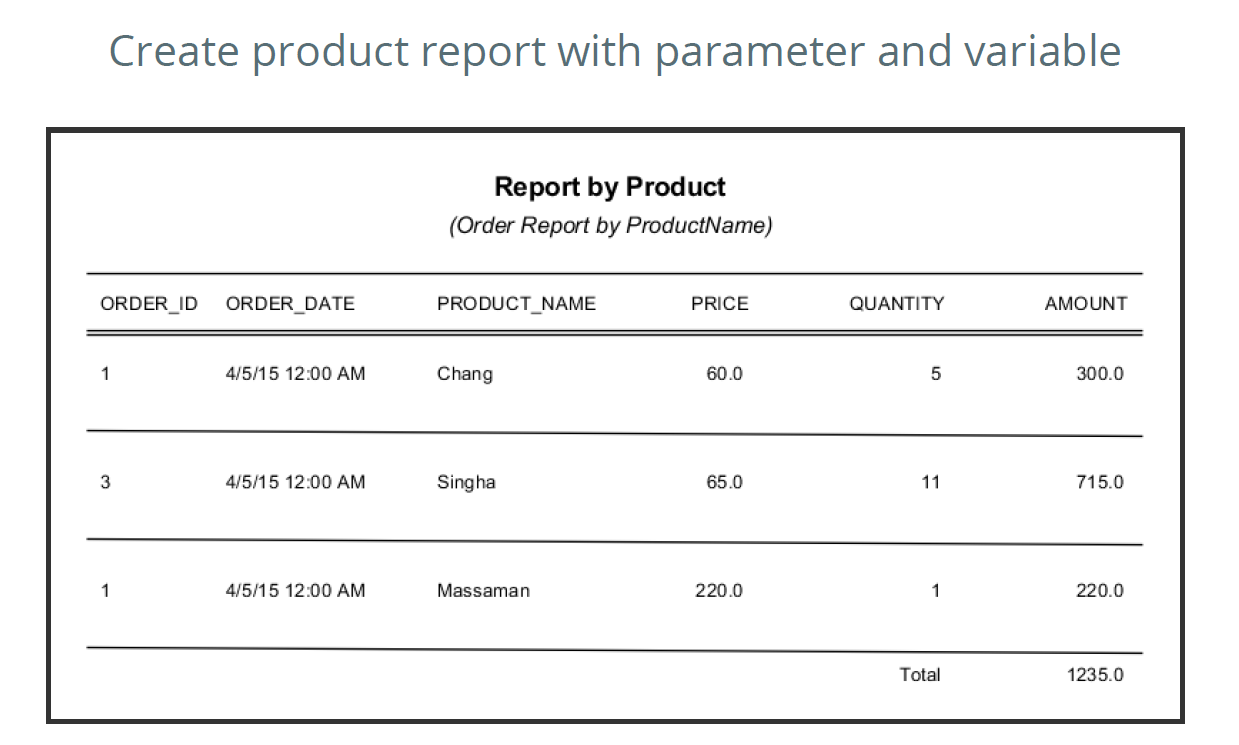 Create product report with parameter and variable
Report by Product
(Order Report by ProductName)
ORDER_ID ORDER_DATE PRODUCT_NAME PRICE QUANTITY AMOUNT
1 4/5/15 12:00 AM Chang 60.0 5 300.0
3 4/5/15 12:00 AM Singha 65.0 11 715.0
1 4/5/15 12:00 AM Massaman 220.0 1 220.0
Total 1235.0